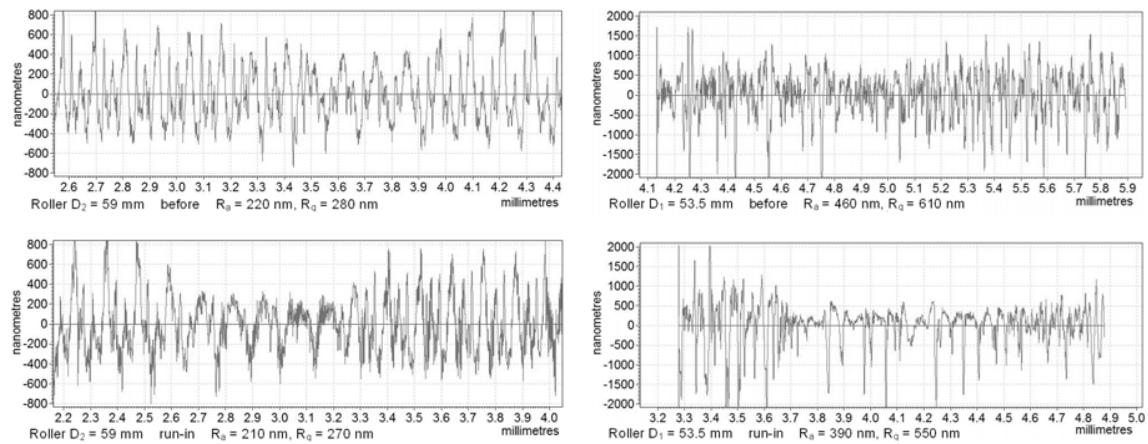 800
600
400
200
0
-200
-400
-600
-800
nanometres
2.6 2.7 2.8 2.9 3.0 3.1 3.2 3.3 3.4 3.5 3.6 3.7 3.8 3.9 4.0 4.1 4.2 4.3 4.4
millimetres
Roller D₂ = 59 mm before Rₐ = 220 nm, R_q = 280 nm
2000
1500
1000
500
0
-500
-1000
-1500
-2000
nanometres
4.1 4.2 4.3 4.4 4.5 4.6 4.7 4.8 4.9 5.0 5.1 5.2 5.3 5.4 5.5 5.6 5.7 5.8 5.9
millimetres
Roller D₁ = 53.5 mm before Rₐ = 460 nm, R_q = 610 nm
800
600
400
200
0
-200
-400
-600
-800
nanometres
2.2 2.3 2.4 2.5 2.6 2.7 2.8 2.9 3.0 3.1 3.2 3.3 3.4 3.5 3.6 3.7 3.8 3.9 4.0
millimetres
Roller D₂ = 59 mm run-in Rₐ = 210 nm, R_q = 270 nm
2000
1500
1000
500
0
-500
-1000
-1500
-2000
nanometres
3.2 3.3 3.4 3.5 3.6 3.7 3.8 3.9 4.0 4.1 4.2 4.3 4.4 4.5 4.6 4.7 4.8 4.9 5.0
millimetres
Roller D₁ = 53.5 mm run-in Rₐ = 390 nm, R_q = 550 nm